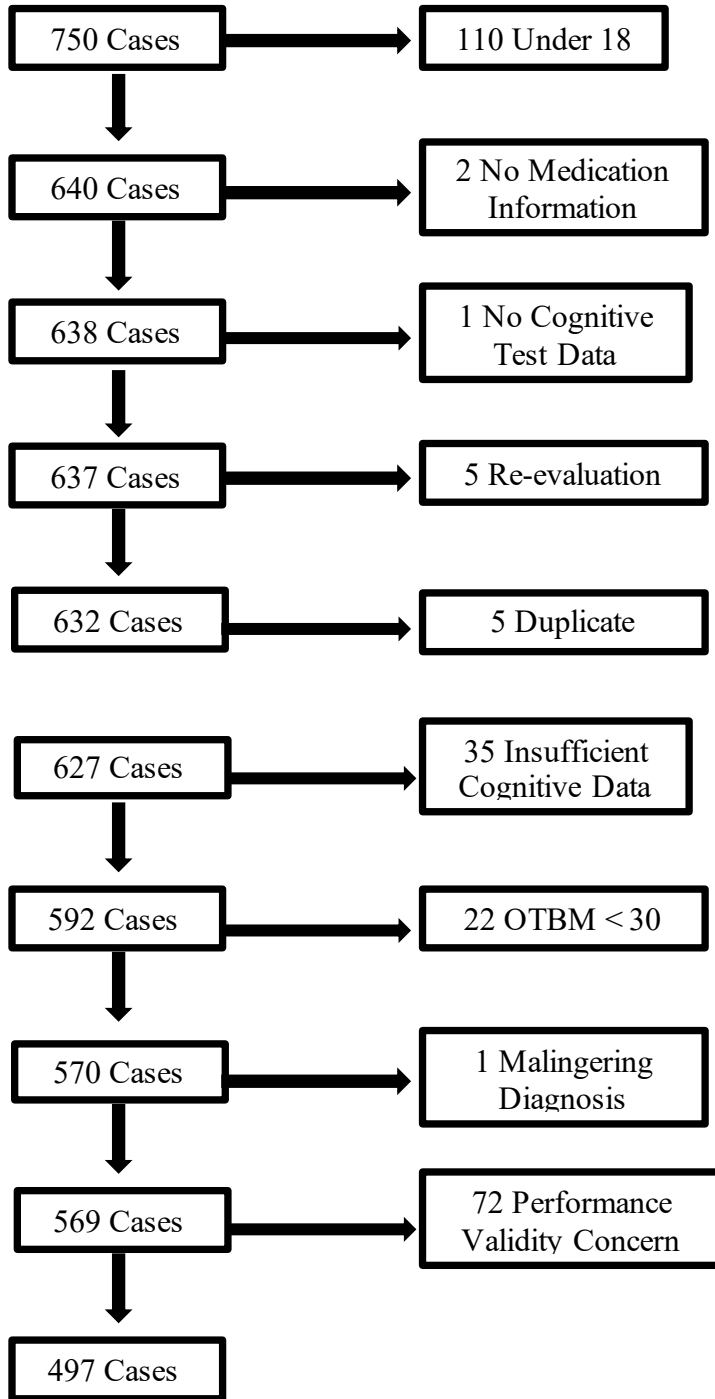 750 Cases
110 Under 18
640 Cases
2 No Medication
Information
638 Cases
1 No Cognitive
Test Data
637 Cases
5 Re-evaluation
632 Cases
5 Duplicate
627 Cases
35 Insufficient
Cognitive Data
592 Cases
22 OTBM < 30
570 Cases
1 Malingering
Diagnosis
569 Cases
72 Performance
Validity Concern
497 Cases